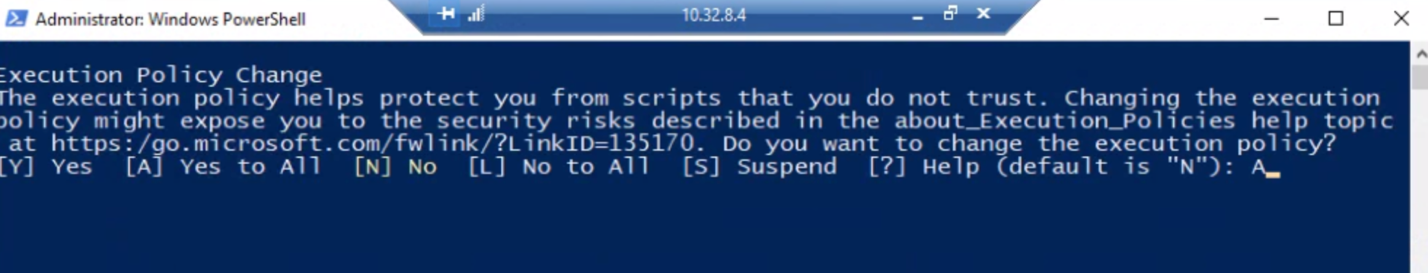 Administrator: Windows PowerShell
10.32.8.4
Execution Policy Change
The execution policy helps protect you from scripts that you do not trust. Changing the execution
policy might expose you to the security risks described in the about_Execution_Policies help topic
at https:/go.microsoft.com/fwlink/?LinkID=135170. Do you want to change the execution policy?
[Y] Yes  [A] Yes to All  [N] No  [L] No to All  [S] Suspend  [?] Help (default is "N"): A